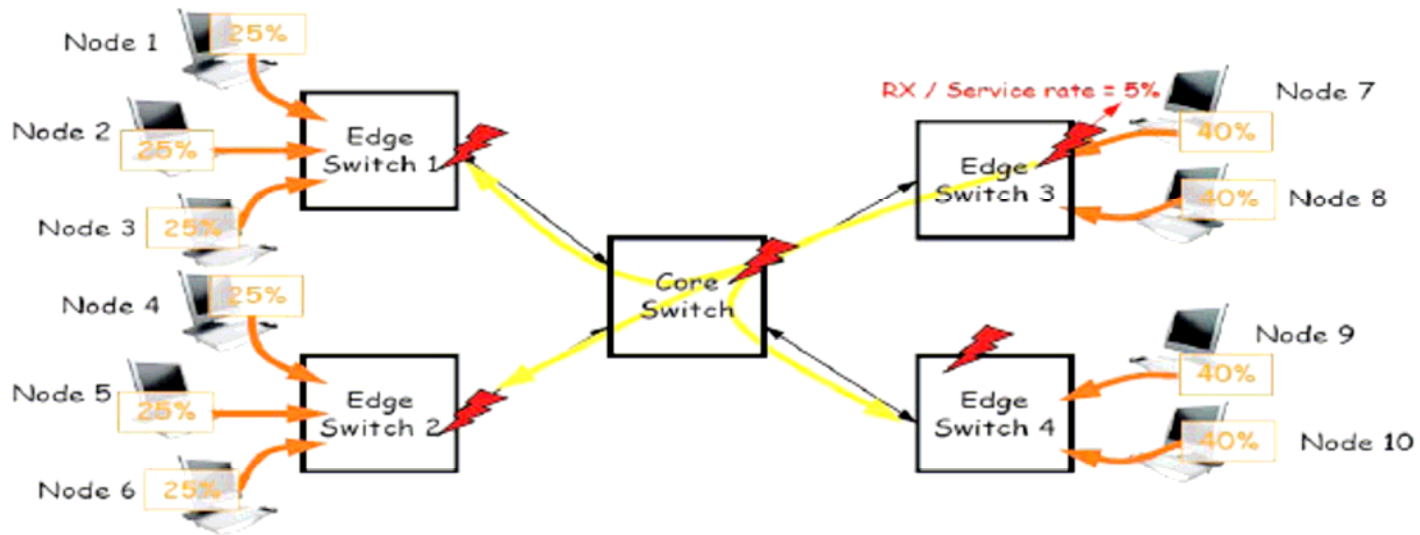 Node 1
25%
Node 2
25%
Node 3
25%
Edge
Switch 1
Node 4
25%
Node 5
25%
Node 6
25%
Edge
Switch 2
Core
Switch
RX / Service rate = 5%
Edge
Switch 3
Node 7
40%
Node 8
40%
Edge
Switch 4
Node 9
40%
Node 10
40%